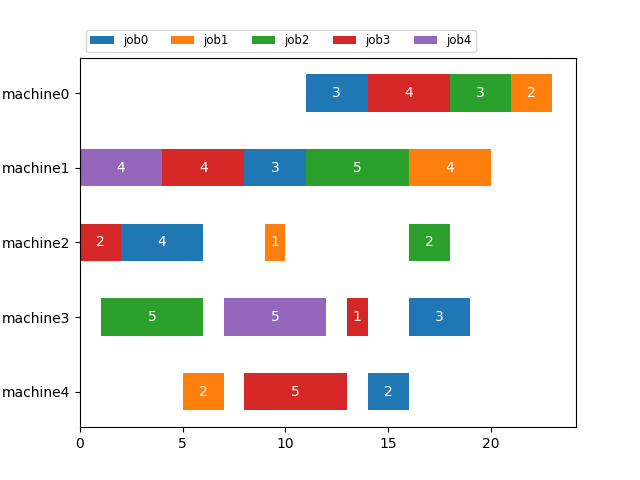 job0 job1 job2 job3 job4
machine0 3 4 3 2
machine1 4 4 3 5 4
machine2 2 4 1 2
machine3 5 5 1 3
machine4 2 5 2
0 5 10 15 20